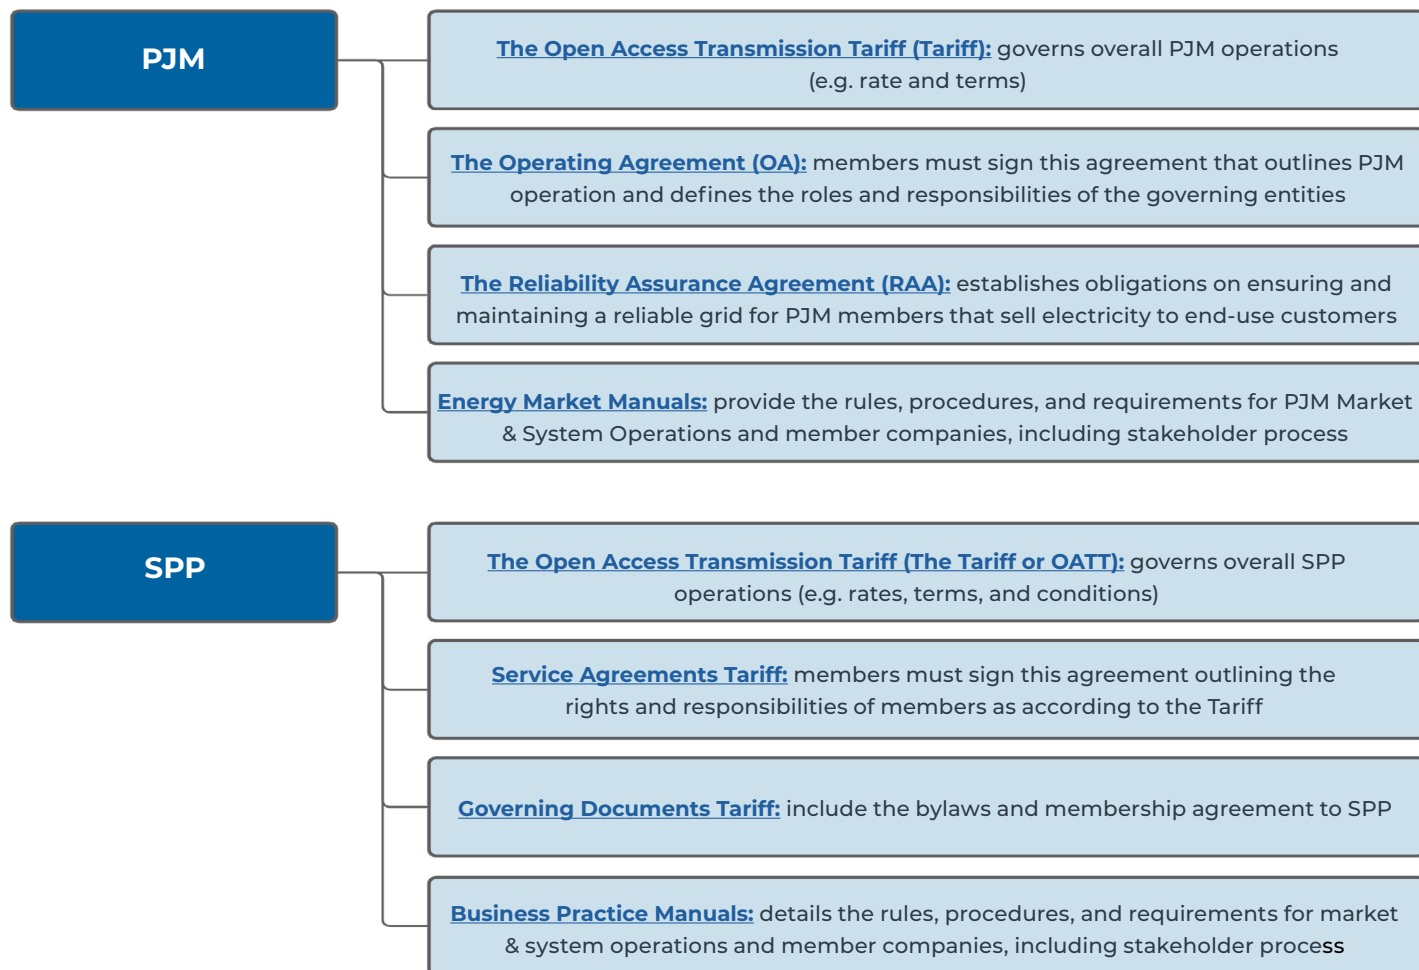 PJM
The Open Access Transmission Tariff (Tariff): governs overall PJM operations
(e.g. rate and terms)
The Operating Agreement (OA): members must sign this agreement that outlines PJM
operation and defines the roles and responsibilities of the governing entities
The Reliability Assurance Agreement (RAA): establishes obligations on ensuring and
maintaining a reliable grid for PJM members that sell electricity to end-use customers
Energy Market Manuals: provide the rules, procedures, and requirements for PJM Market
& System Operations and member companies, including stakeholder process
SPP
The Open Access Transmission Tariff (The Tariff or OATT): governs overall SPP
operations (e.g. rates, terms, and conditions)
Service Agreements Tariff: members must sign this agreement outlining the
rights and responsibilities of members as according to the Tariff
Governing Documents Tariff: include the bylaws and membership agreement to SPP
Business Practice Manuals: details the rules, procedures, and requirements for market
& system operations and member companies, including stakeholder process